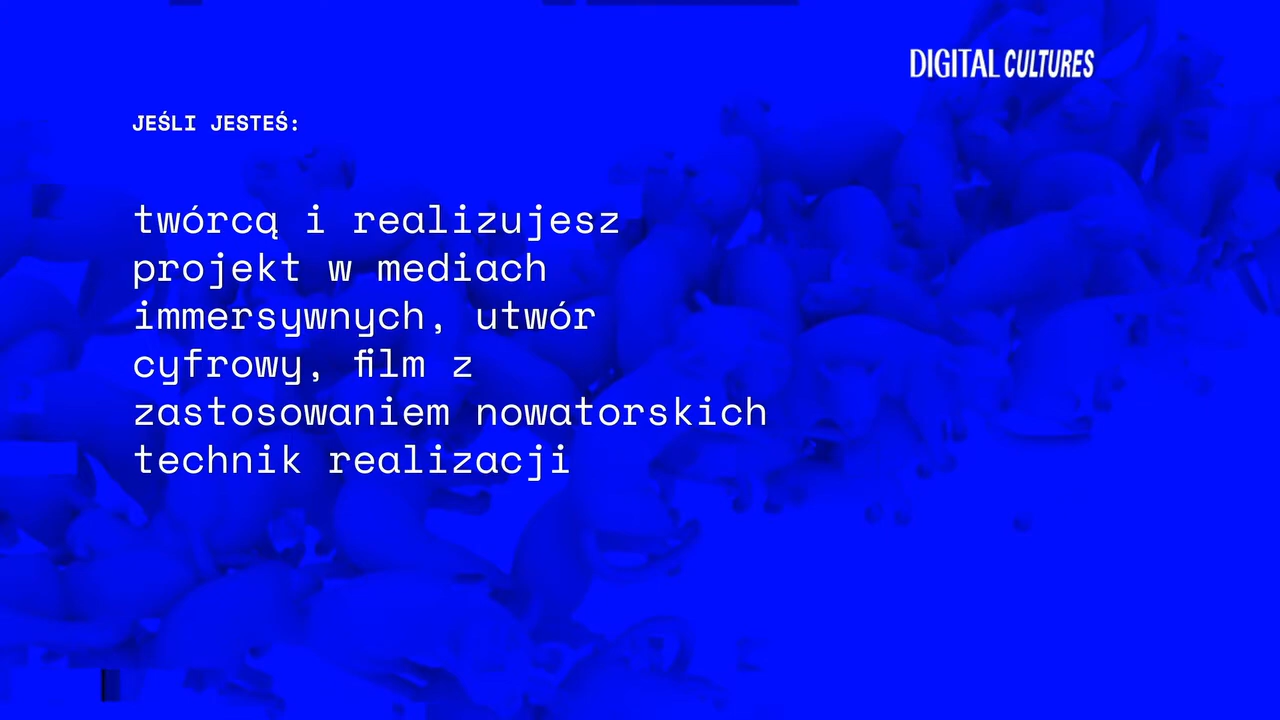 DIGITAL CULTURES
JEŚLI JESTEŚ:
twórcą i realizujesz
projekt w mediach
immersywnych, utwór
cyfrowy, film z
zastosowaniem nowatorskich
technik realizacji